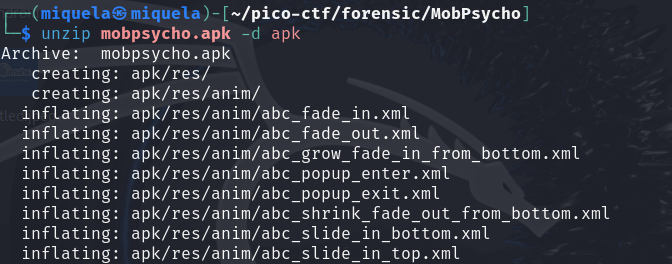 ┌──(miquela㉿miquela)-[~/pico-ctf/forensic/MobPsycho]
└─$ unzip mobpsycho.apk -d apk
Archive:  mobpsycho.apk
   creating: apk/res/
   creating: apk/res/anim/
  inflating: apk/res/anim/abc_fade_in.xml
  inflating: apk/res/anim/abc_fade_out.xml
  inflating: apk/res/anim/abc_grow_fade_in_from_bottom.xml
  inflating: apk/res/anim/abc_popup_enter.xml
  inflating: apk/res/anim/abc_popup_exit.xml
  inflating: apk/res/anim/abc_shrink_fade_out_from_bottom.xml
  inflating: apk/res/anim/abc_slide_in_bottom.xml
  inflating: apk/res/anim/abc_slide_in_top.xml